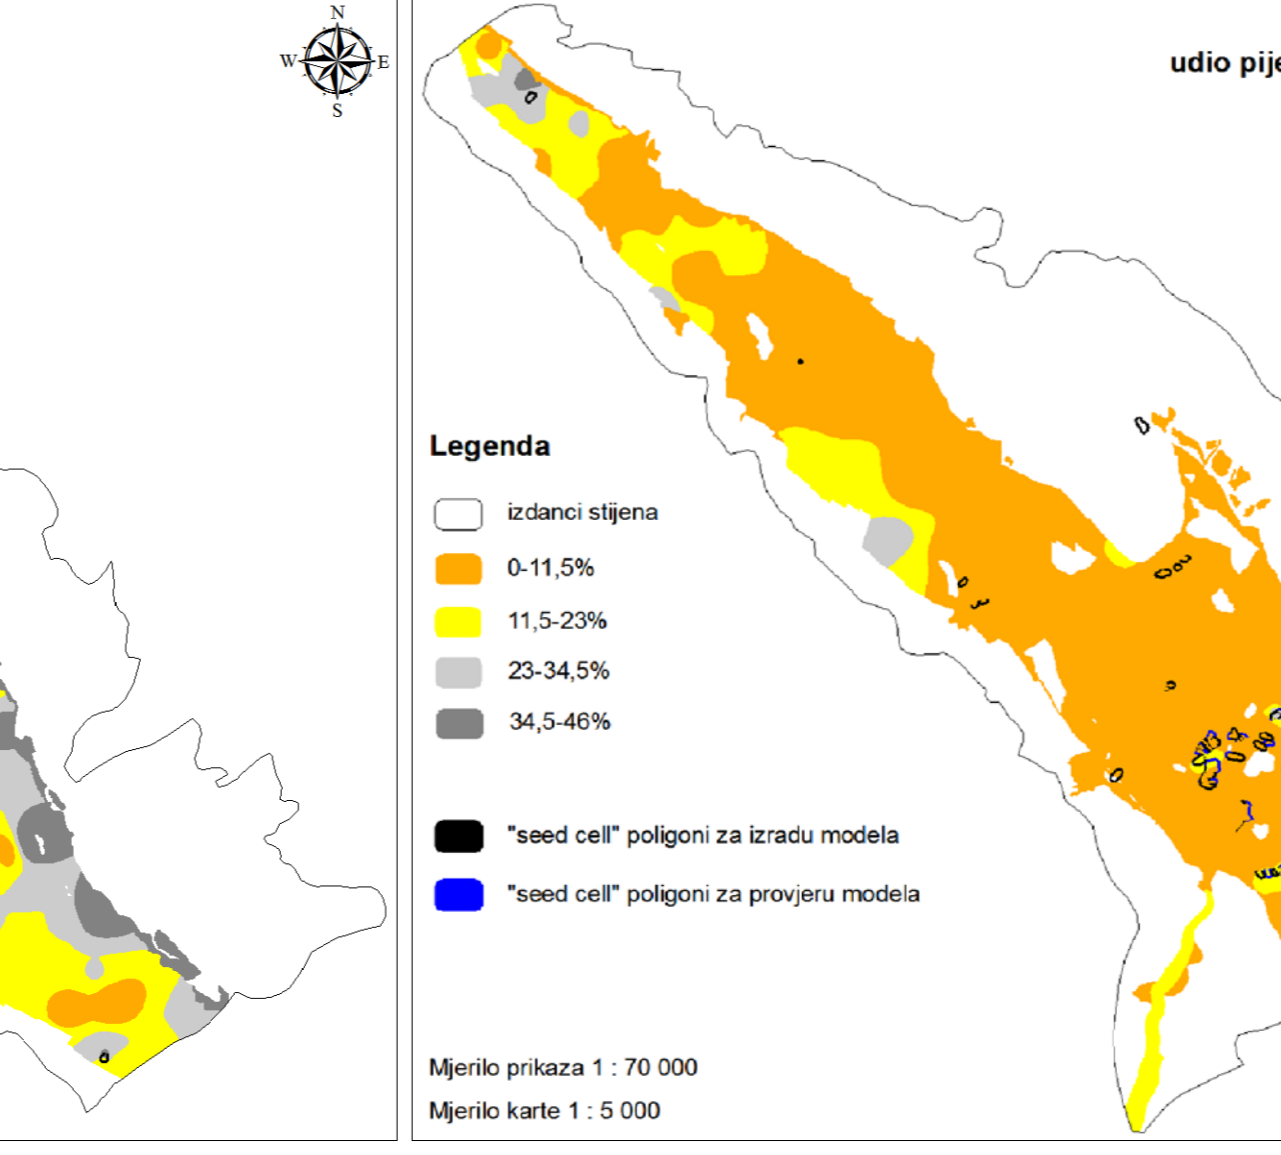 N
W E
S
udio
Legenda
izdanci stijena
0-11,5%
11,5-23%
23-34,5%
34,5-46%
"seed cell" poligoni za izradu modela
"seed cell" poligoni za provjeru modela
Mjerilo prikaza 1 : 70 000
Mjerilo karte 1 : 5 000